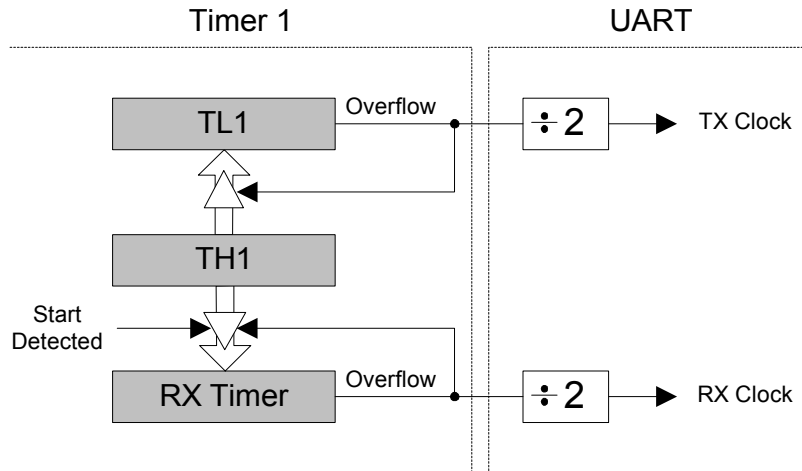 Timer 1
UART
TL1
Overflow
÷ 2
TX Clock
TH1
Start
Detected
RX Timer
Overflow
÷ 2
RX Clock